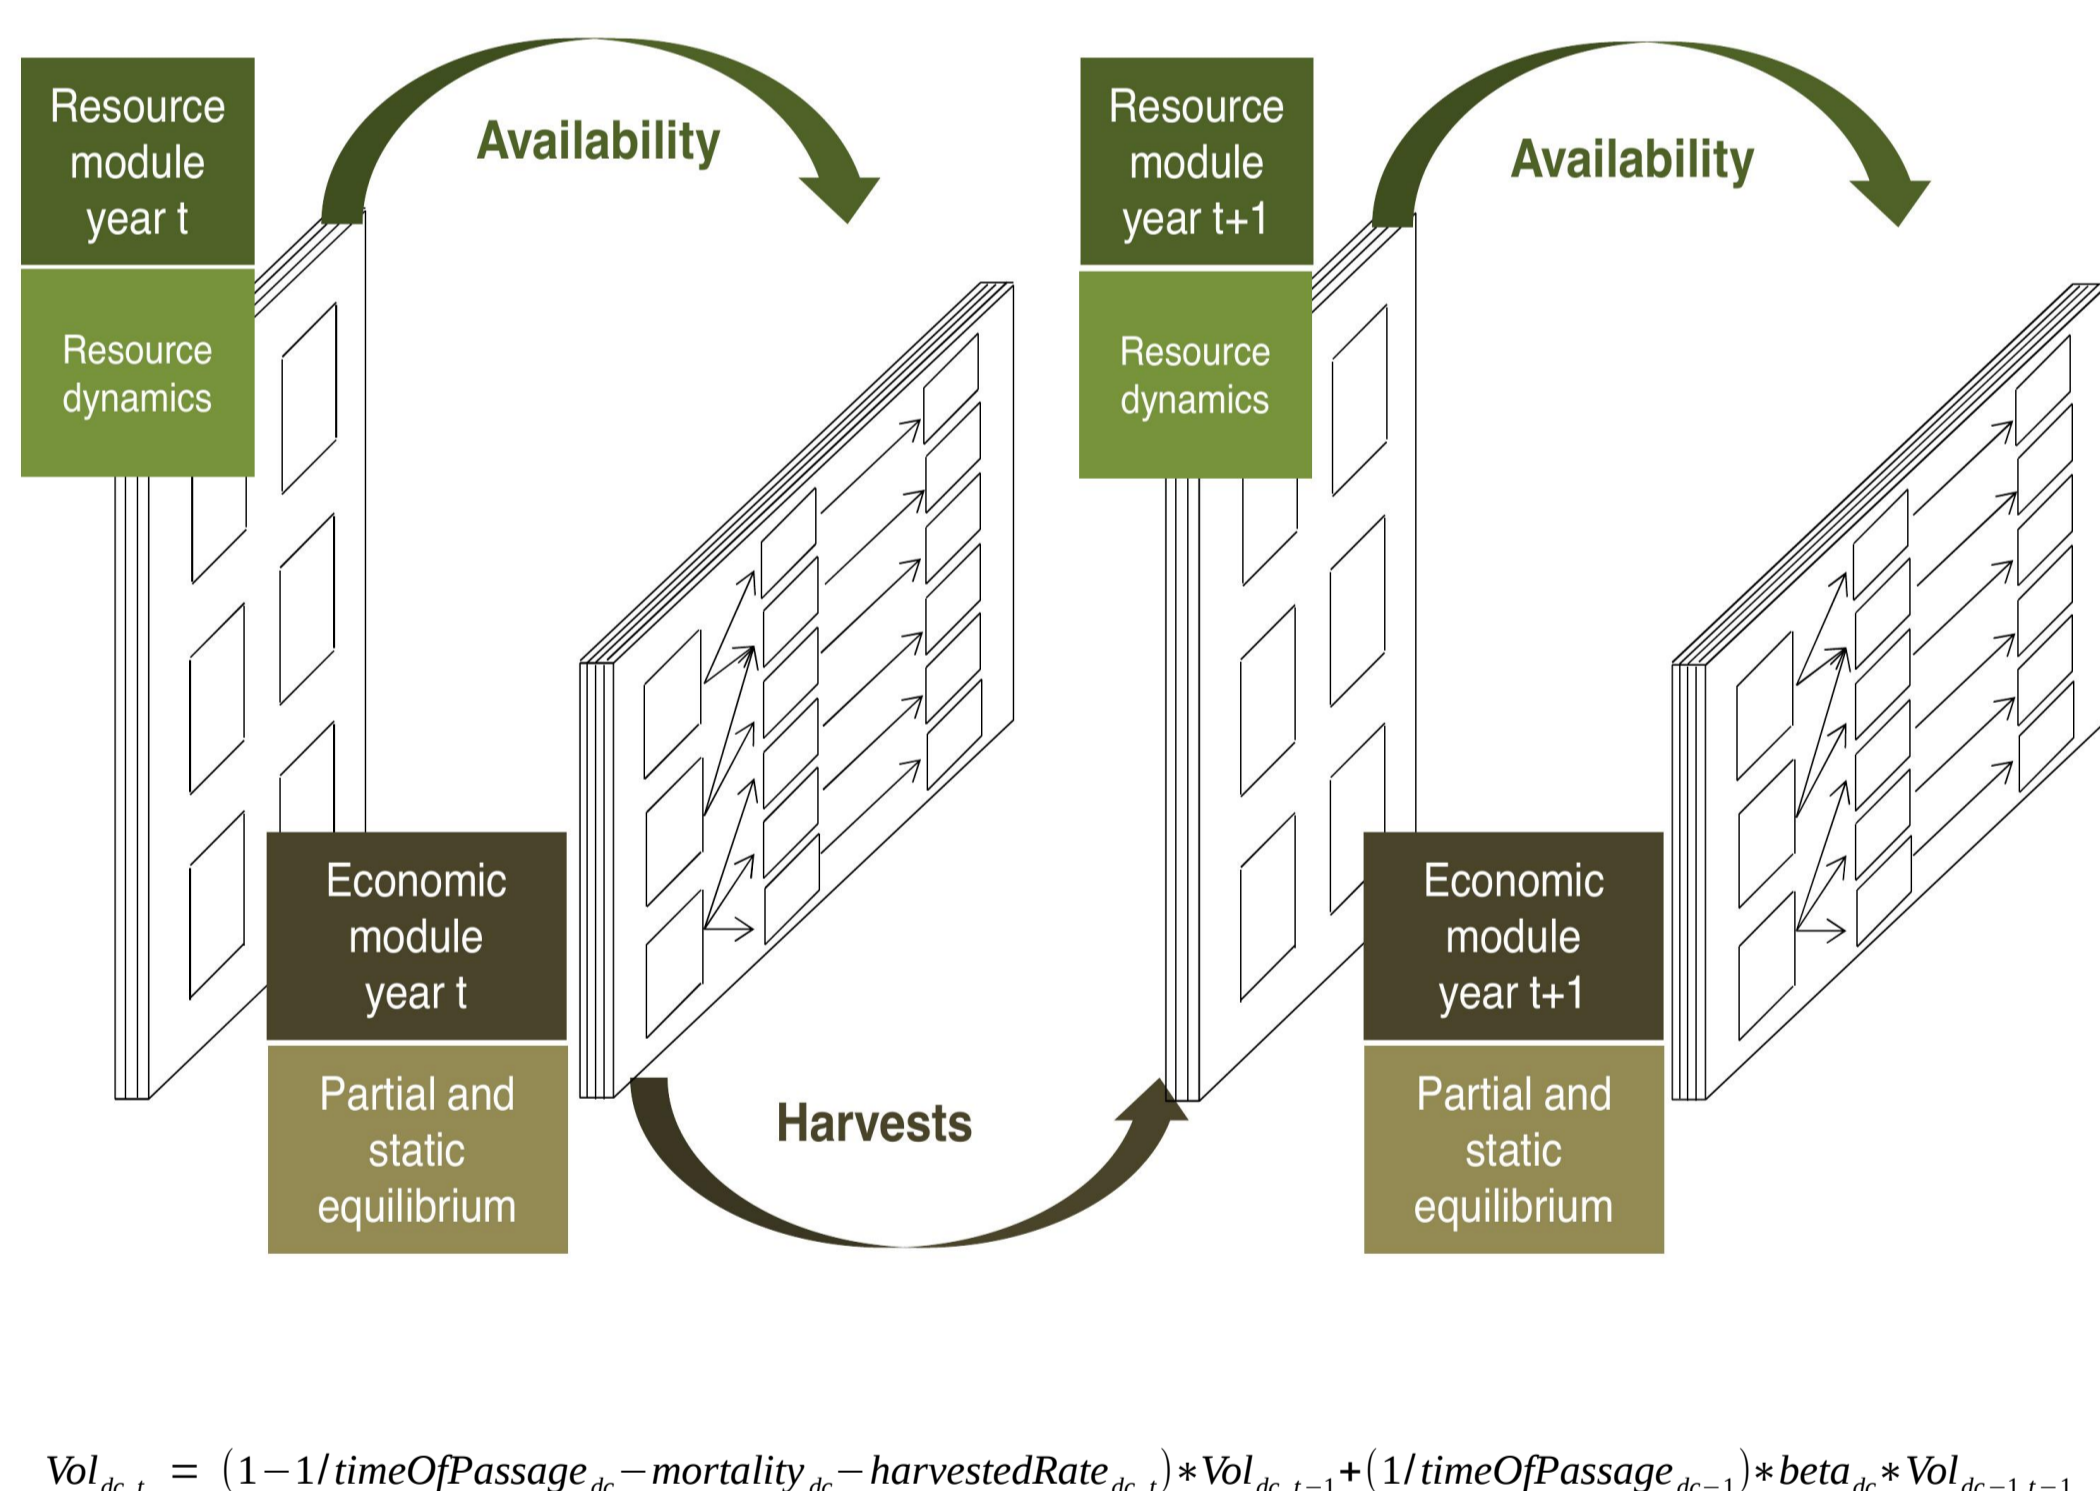 Resource
module
year t
Resource
dynamics
Availability
Economic
module
year t
Partial and
static
equilibrium
Harvests
Resource
module
year t+1
Resource
dynamics
Availability
Economic
module
year t+1
Partial and
static
equilibrium
Vol_{dc,t} = (1−1/timeOfPassage_{dc}−mortality_{dc}−harvestedRate_{dc,t})∗Vol_{dc,t−1}+(1/timeOfPassage_{dc−1})∗beta_{dc}∗Vol_{dc−1,t−1}